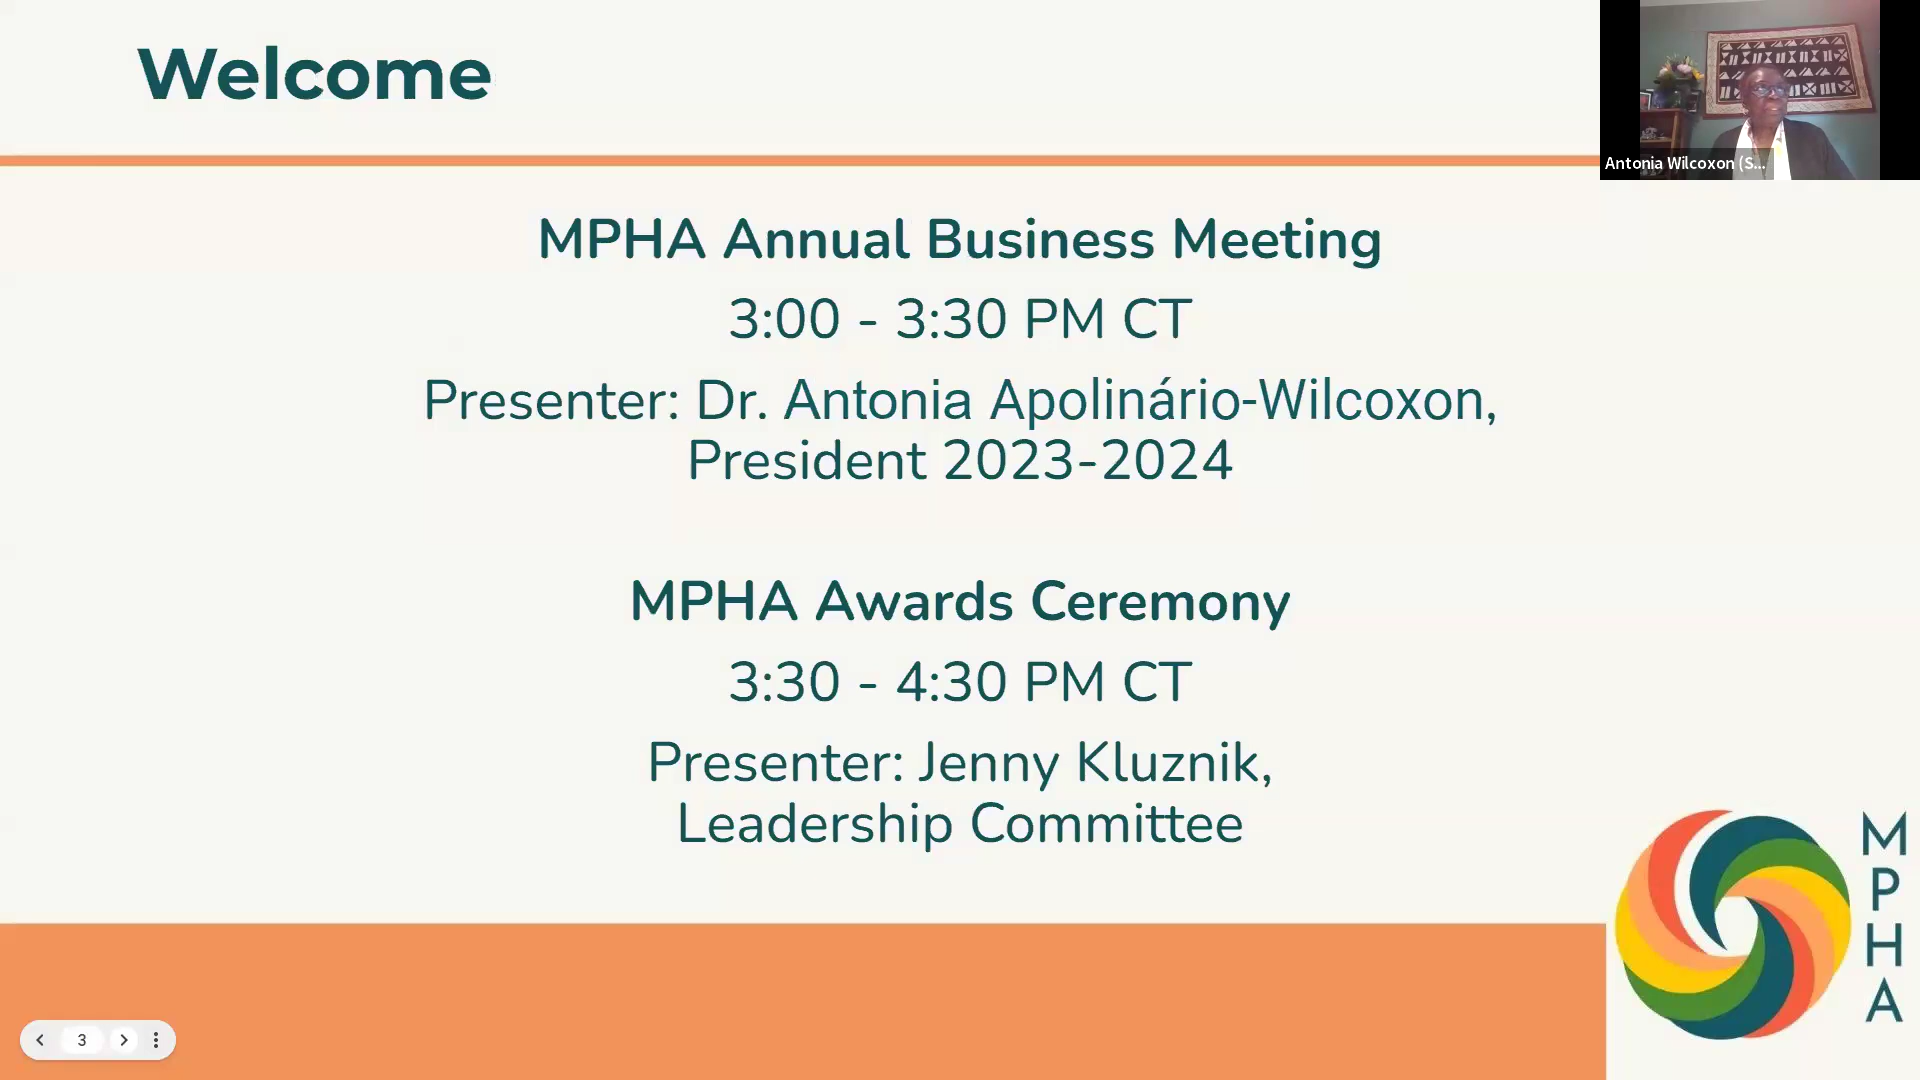 Welcome
Antonia Wilcoxon (S...
MPHA Annual Business Meeting
3:00 - 3:30 PM CT
Presenter: Dr. Antonia Apolinário-Wilcoxon,
President 2023-2024
MPHA Awards Ceremony
3:30 - 4:30 PM CT
Presenter: Jenny Kluznik,
Leadership Committee
M
P
H
A
3